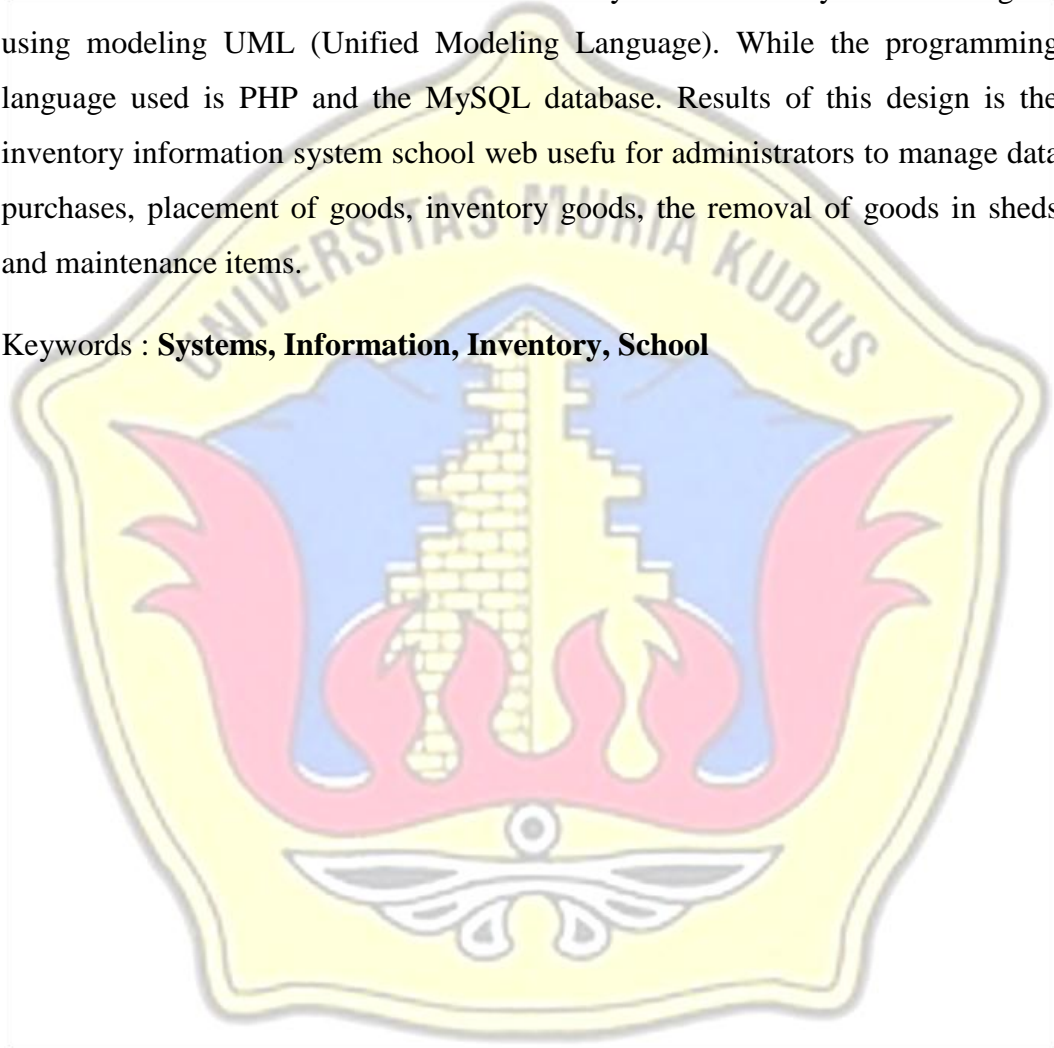 using modeling UML (Unified Modeling Language). While the programming
language used is PHP and the MySQL database. Results of this design is the
inventory information system school web usefu for administrators to manage data
purchases, placement of goods, inventory goods, the removal of goods in sheds
and maintenance items.
Keywords : Systems, Information, Inventory, School
UNIVERSITAS MURIA KUDUS